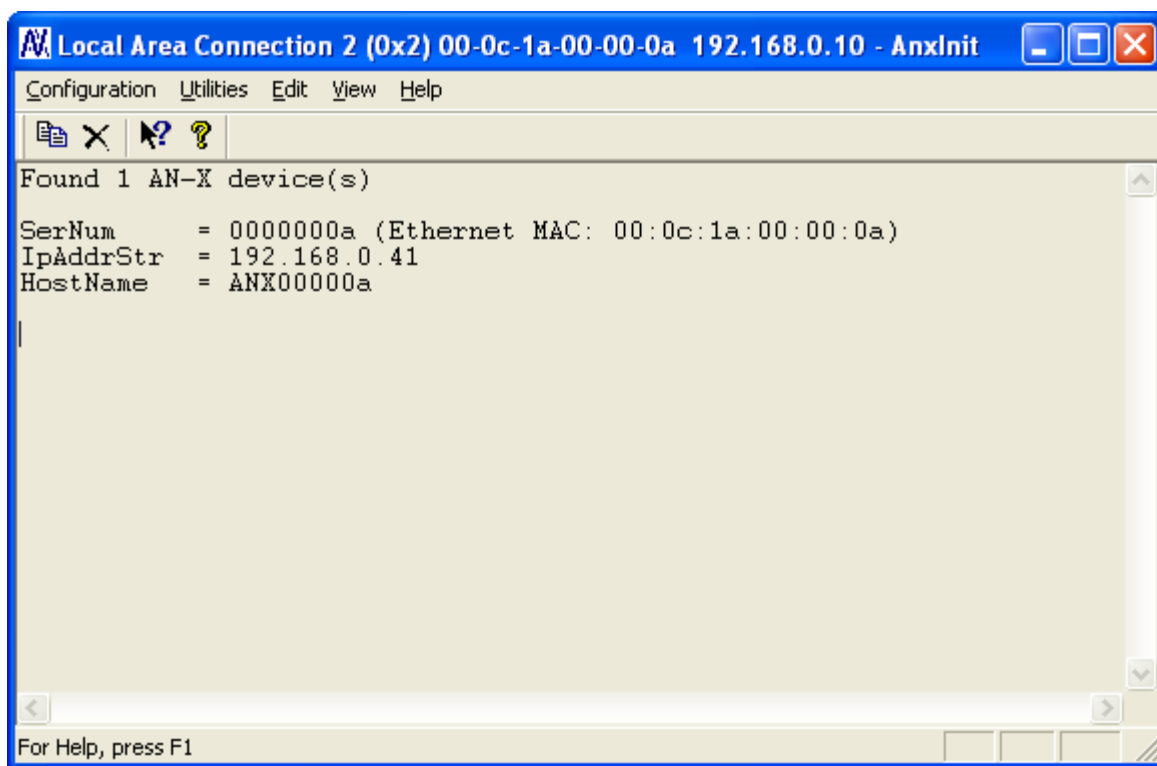 Local Area Connection 2 (0x2) 00-0c-1a-00-00-0a 192.168.0.10 - AnxInit
Configuration Utilities Edit View Help
Found 1 AN-X device(s)
SerNum = 0000000a (Ethernet MAC: 00:0c:1a:00:00:0a)
IpAddrStr = 192.168.0.41
HostName = ANX00000a
For Help, press F1